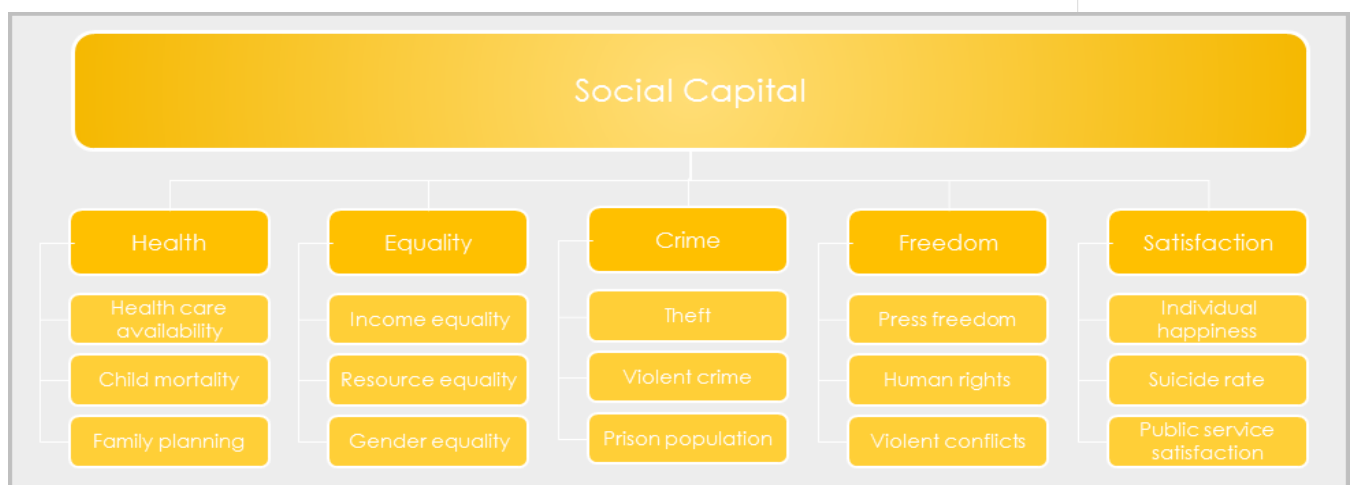 Social Capital
Health
Equality
Crime
Freedom
Satisfaction
Health care
availability
Income equality
Theft
Press freedom
Individual
happiness
Child mortality
Resource equality
Violent crime
Human rights
Suicide rate
Family planning
Gender equality
Prison population
Violent conflicts
Public service
satisfaction